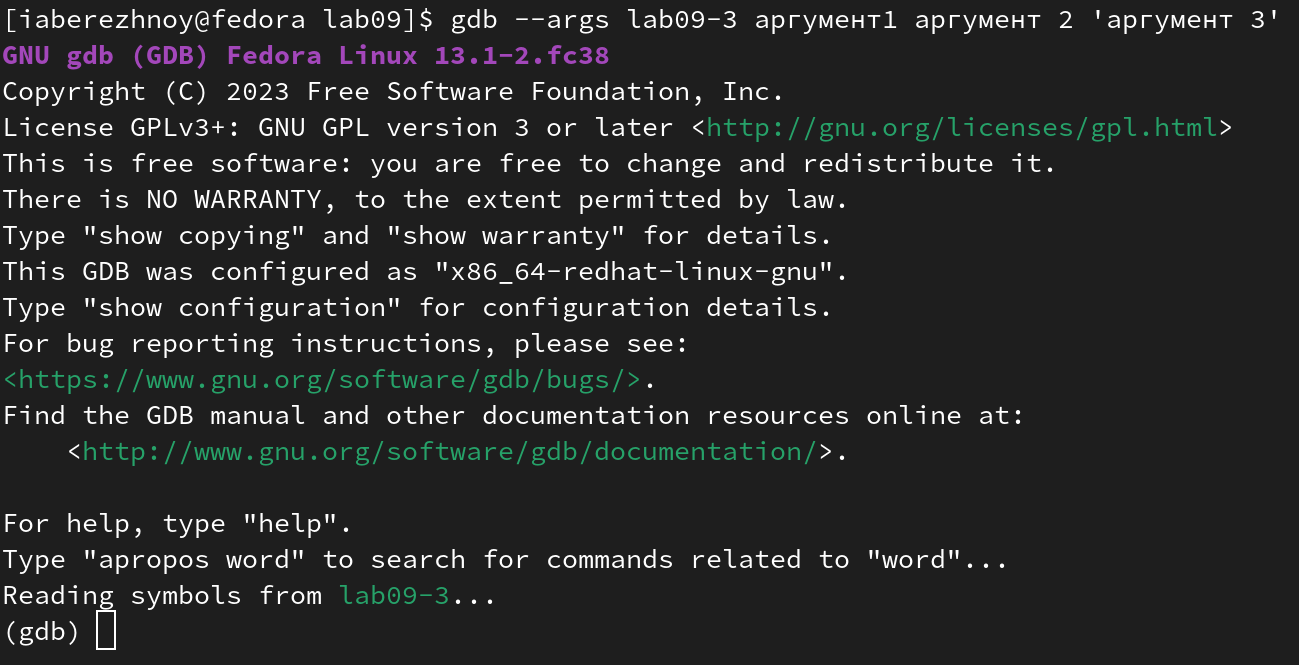 [iaberezhnoy@fedora lab09]$ gdb --args lab09-3 аргумент1 аргумент 2 'аргумент 3'
GNU gdb (GDB) Fedora Linux 13.1-2.fc38
Copyright (C) 2023 Free Software Foundation, Inc.
License GPLv3+: GNU GPL version 3 or later <http://gnu.org/licenses/gpl.html>
This is free software: you are free to change and redistribute it.
There is NO WARRANTY, to the extent permitted by law.
Type "show copying" and "show warranty" for details.
This GDB was configured as "x86_64-redhat-linux-gnu".
Type "show configuration" for configuration details.
For bug reporting instructions, please see:
<https://www.gnu.org/software/gdb/bugs/>.
Find the GDB manual and other documentation resources online at:
    <http://www.gnu.org/software/gdb/documentation/>.

For help, type "help".
Type "apropos word" to search for commands related to "word"...
Reading symbols from lab09-3...
(gdb)